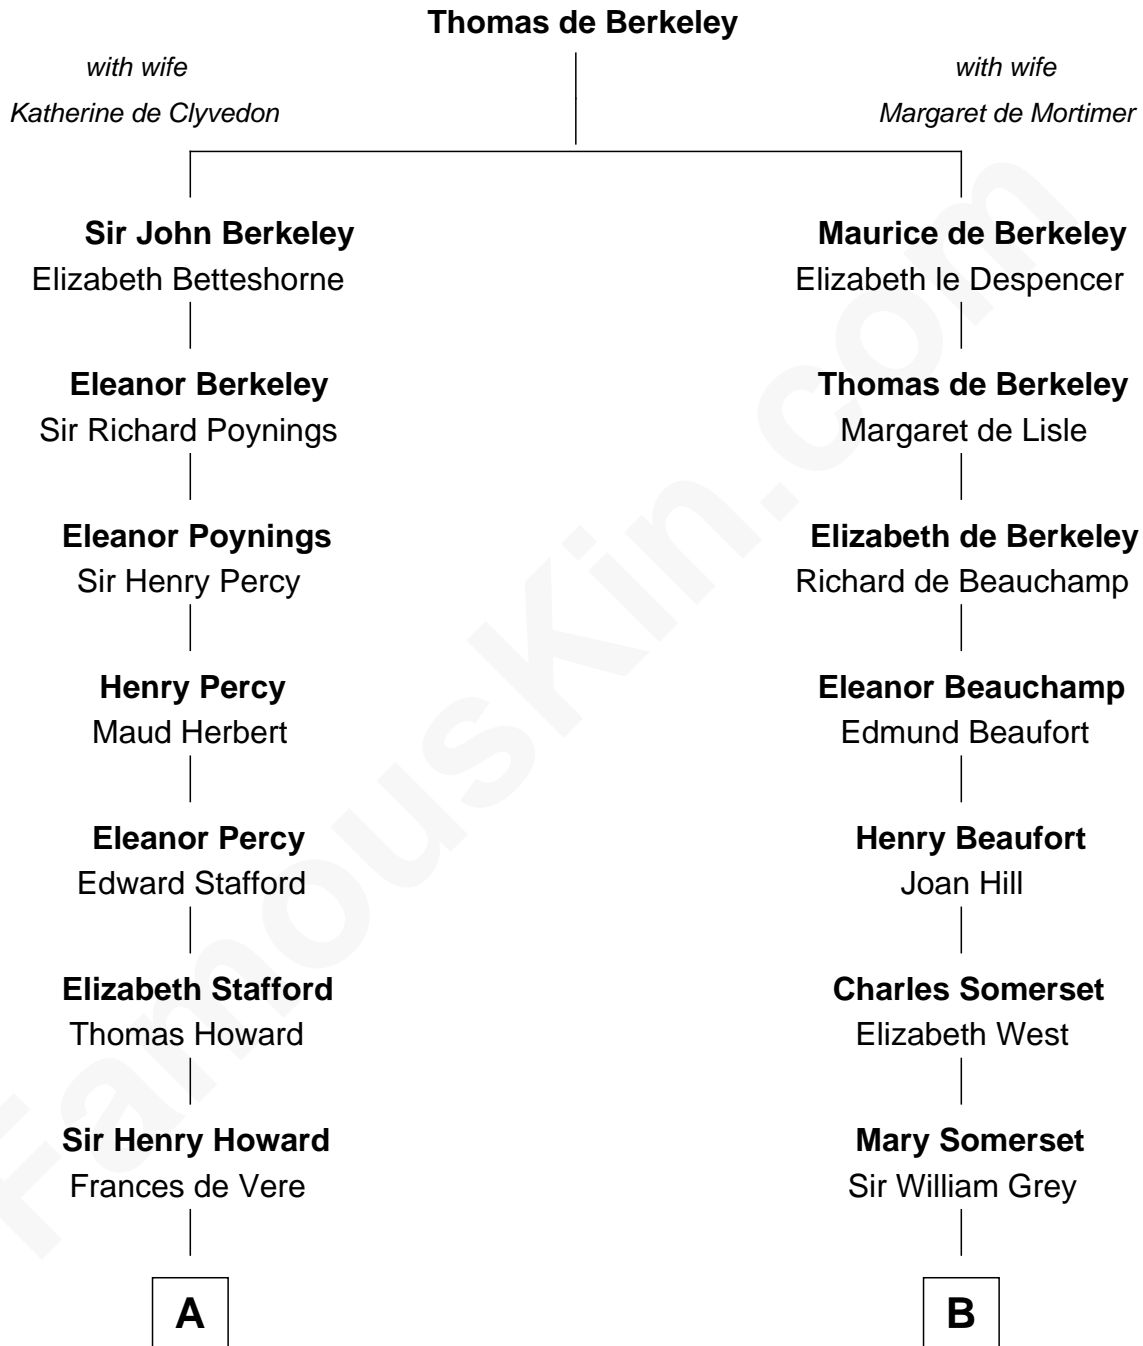 Thomas de Berkeley
with wife
Katherine de Clyvedon
with wife
Margaret de Mortimer
Sir John Berkeley
Elizabeth Betteshorne
Maurice de Berkeley
Elizabeth le Despencer
Eleanor Berkeley
Sir Richard Poynings
Thomas de Berkeley
Margaret de Lisle
Eleanor Poynings
Sir Henry Percy
Elizabeth de Berkeley
Richard de Beauchamp
Henry Percy
Maud Herbert
Eleanor Beauchamp
Edmund Beaufort
Eleanor Percy
Edward Stafford
Henry Beaufort
Joan Hill
Elizabeth Stafford
Thomas Howard
Charles Somerset
Elizabeth West
Sir Henry Howard
Frances de Vere
Mary Somerset
Sir William Grey
A
B
FamousKin.com